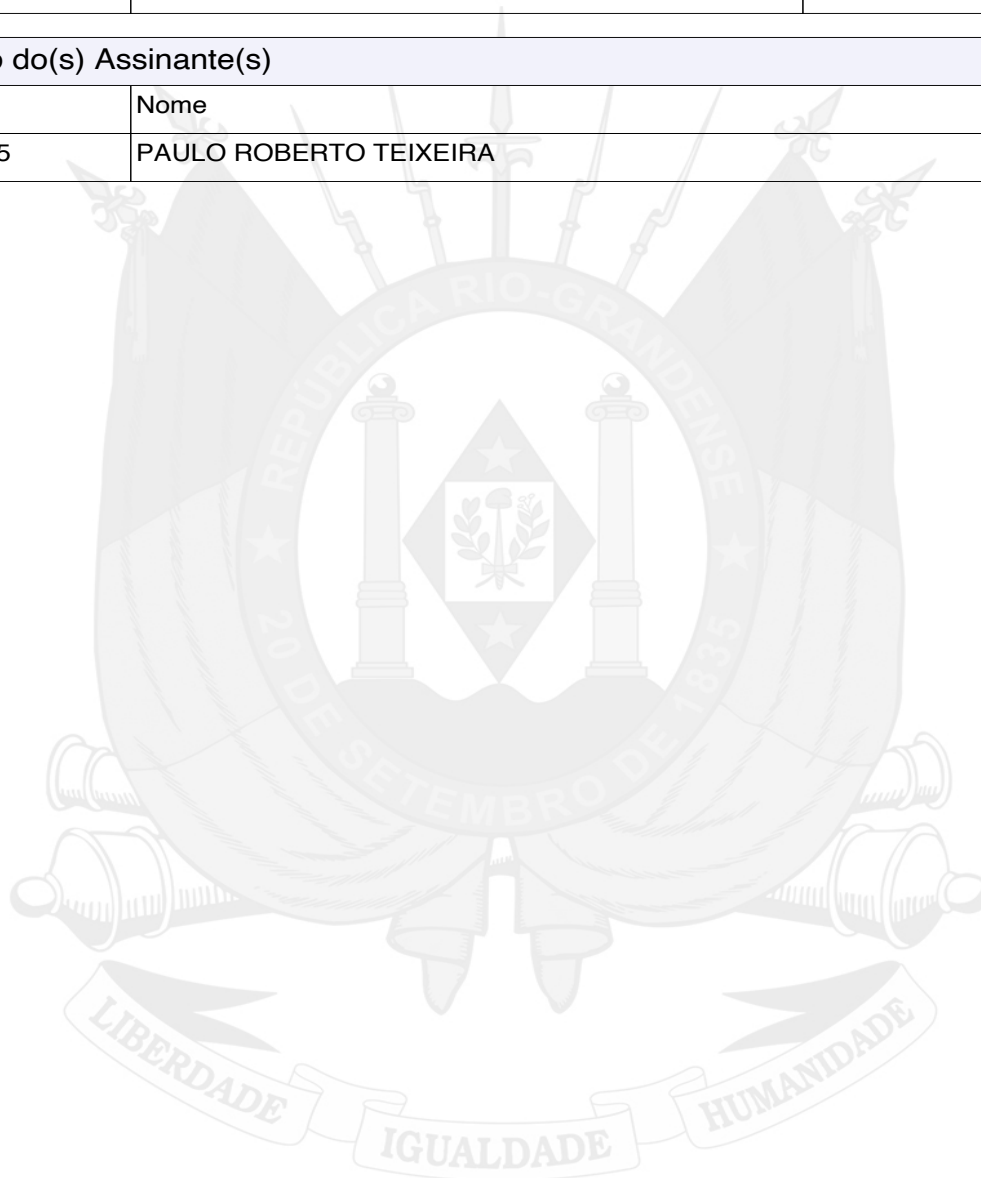 o do(s) Assinante(s)
Nome
5 PAULO ROBERTO TEIXEIRA
REPÚBLICA RIO-GRANDENSE
★ 20 DE SETEMBRO DE 1835 ★
LIBERDADE
IGUALDADE
HUMANIDADE